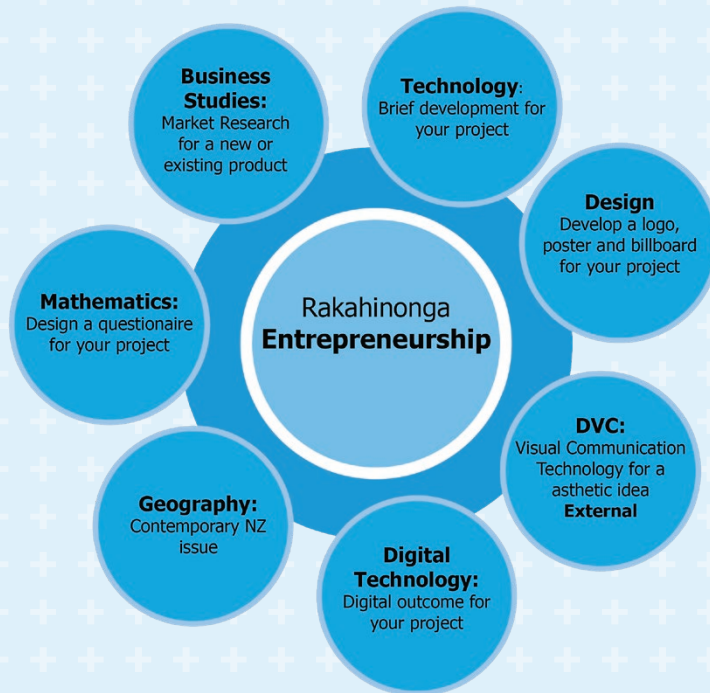 Business
Studies:
Market Research
for a new or
existing product
Technology:
Brief development for
your project
Design
Develop a logo,
poster and billboard
for your project
Mathematics:
Design a questionaire
for your project
Rakahinonga
Entrepreneurship
DVC:
Visual Communication
Technology for a
asthetic idea
External
Geography:
Contemporary NZ
issue
Digital
Technology:
Digital outcome for
your project